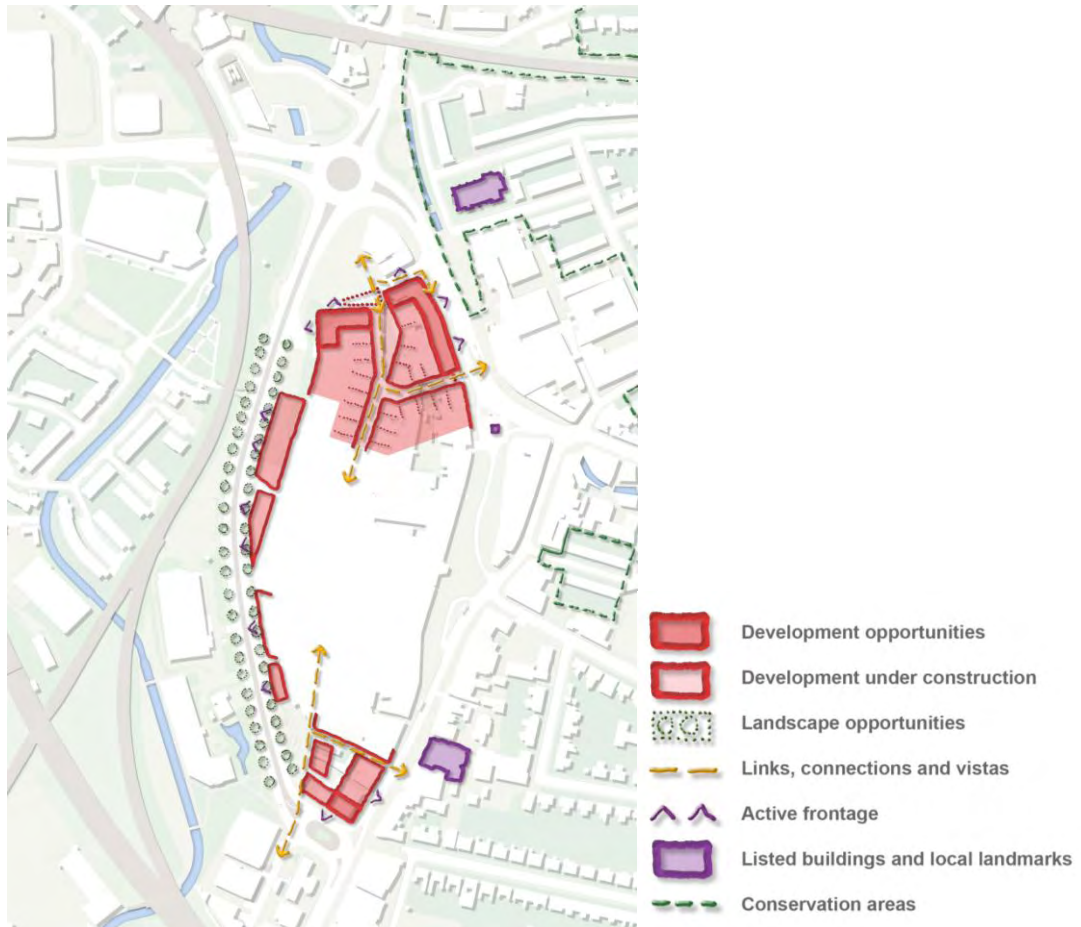 Development opportunities
Development under construction
Landscape opportunities
Links, connections and vistas
Active frontage
Listed buildings and local landmarks
Conservation areas